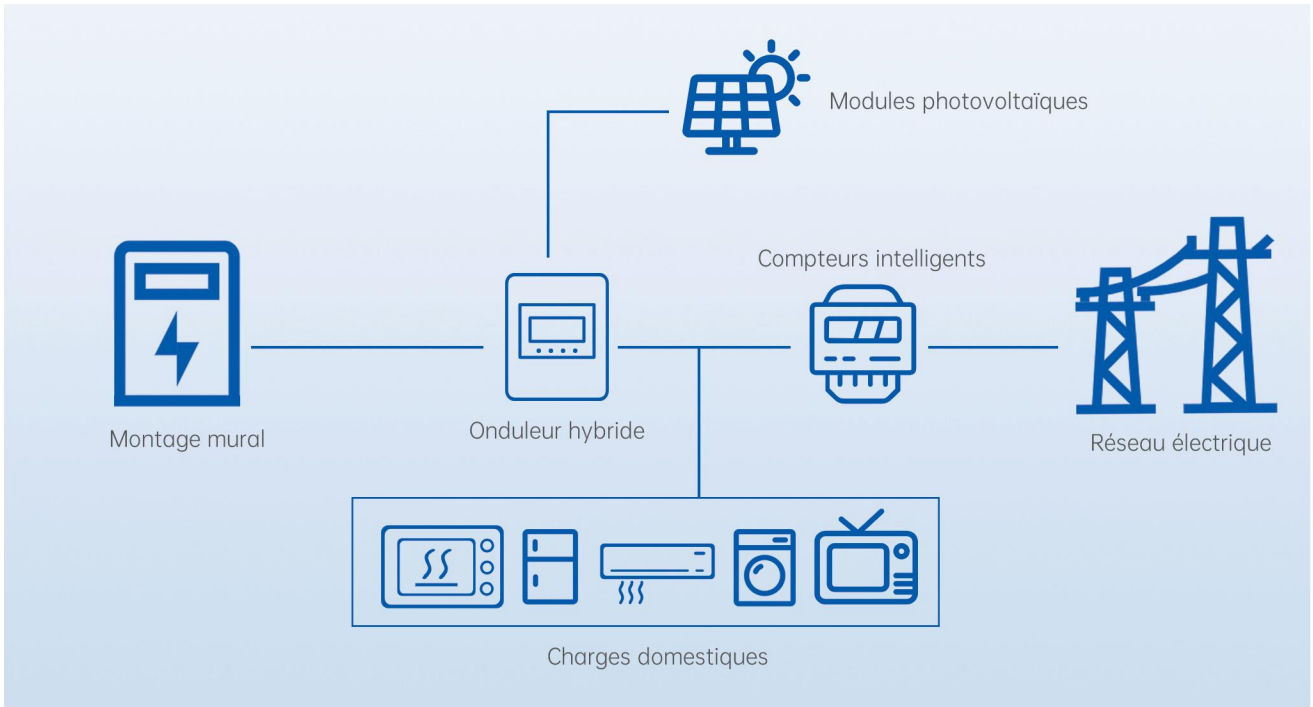 Modules photovoltaïques
Compteurs intelligents
Montage mural
Onduleur hybride
Réseau électrique
Charges domestiques